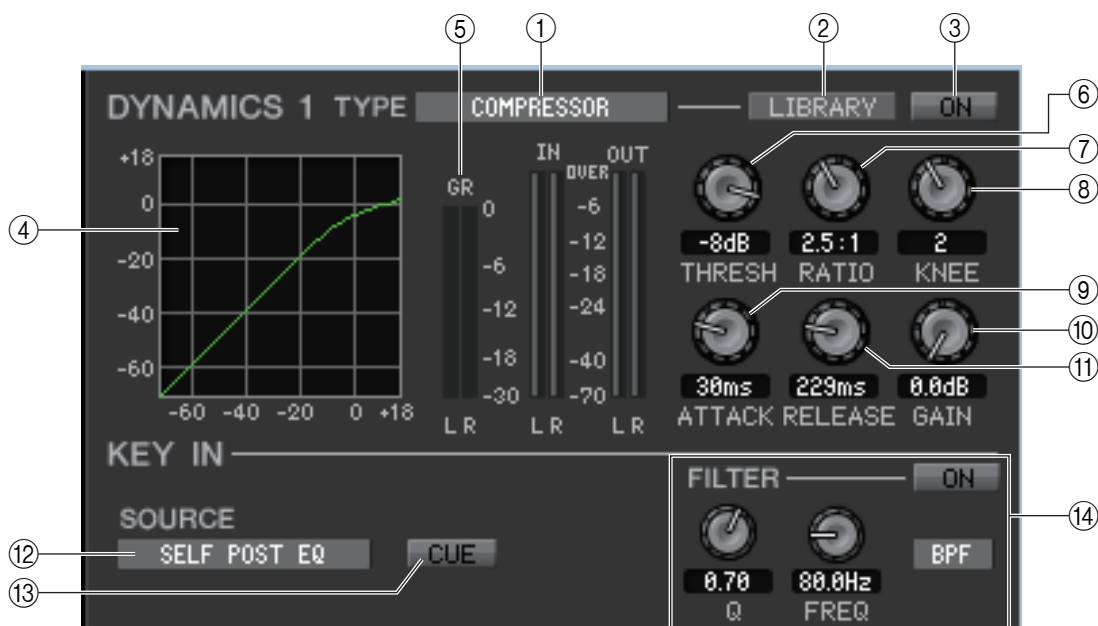 ⑤ ① ② ③
DYNAMICS 1 TYPE COMPRESSOR LIBRARY ON
⑥
⑦
⑧
④
+18
0
-20
-40
-60
-60 -40 -20 0 +18
GR
0
-6
-12
-18
-30
L R
IN OUT
OVER
-6
-12
-18
-24
-40
-70
L R L R
-8dB 2.5:1 2
THRESH RATIO KNEE
⑨
⑩
⑪
30ms 229ms 0.0dB
ATTACK RELEASE GAIN
KEY IN
SOURCE
⑫ SELF POST EQ CUE
⑬
FILTER ON
⑭
0.70 80.0Hz BPF
Q FREQ